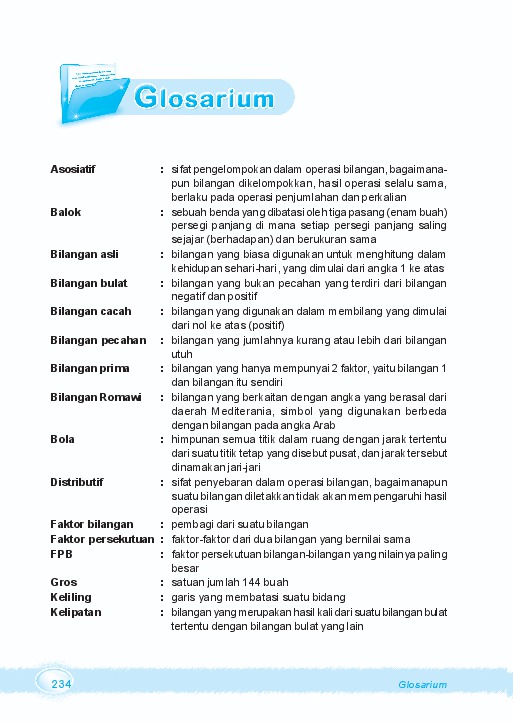 Glosarium
Asosiatif : sifat pengelompokan dalam operasi bilangan, bagaimana-
pun bilangan dikelompokkan, hasil operasi selalu sama,
berlaku pada operasi penjumlahan dan perkalian
Balok : sebuah benda yang dibatasi oleh tiga pasang (enam buah)
persegi panjang di mana setiap persegi panjang saling
sejajar (berhadapan) dan berukuran sama
Bilangan asli : bilangan yang biasa digunakan untuk menghitung dalam
kehidupan sehari-hari, yang dimulai dari angka 1 ke atas
Bilangan bulat : bilangan yang bukan pecahan yang terdiri dari bilangan
negatif dan positif
Bilangan cacah : bilangan yang digunakan dalam membilang yang dimulai
dari nol ke atas (positif)
Bilangan pecahan : bilangan yang jumlahnya kurang atau lebih dari bilangan
utuh
Bilangan prima : bilangan yang hanya mempunyai 2 faktor, yaitu bilangan 1
dan bilangan itu sendiri
Bilangan Romawi : bilangan yang berkaitan dengan angka yang berasal dari
daerah Mediterania, simbol yang digunakan berbeda
dengan bilangan pada angka Arab
Bola : himpunan semua titik dalam ruang dengan jarak tertentu
dari suatu titik tetap yang disebut pusat, dan jarak tersebut
dinamakan jari-jari
Distributif : sifat penyebaran dalam operasi bilangan, bagaimanapun
suatu bilangan diletakkan tidak akan mempengaruhi hasil
operasi
Faktor bilangan : pembagi dari suatu bilangan
Faktor persekutuan : faktor-faktor dari dua bilangan yang bernilai sama
FPB : faktor persekutuan bilangan-bilangan yang nilainya paling
besar
Gros : satuan jumlah 144 buah
Keliling : garis yang membatasi suatu bidang
Kelipatan : bilangan yang merupakan hasil kali dari suatu bilangan bulat
tertentu dengan bilangan bulat yang lain
234 Glosarium